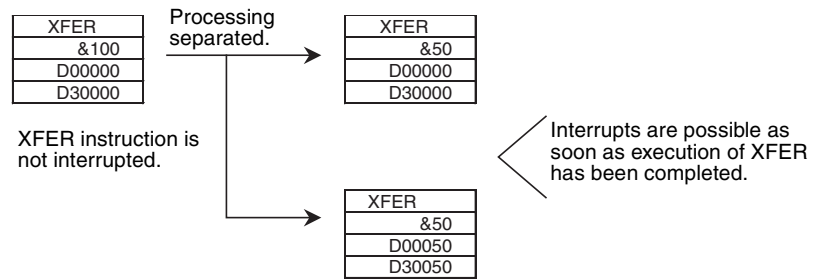 XFER
&100
D00000
D30000
Processing
separated.
XFER
&50
D00000
D30000
XFER instruction is
not interrupted.
Interrupts are possible as
soon as execution of XFER
has been completed.
XFER
&50
D00050
D30050